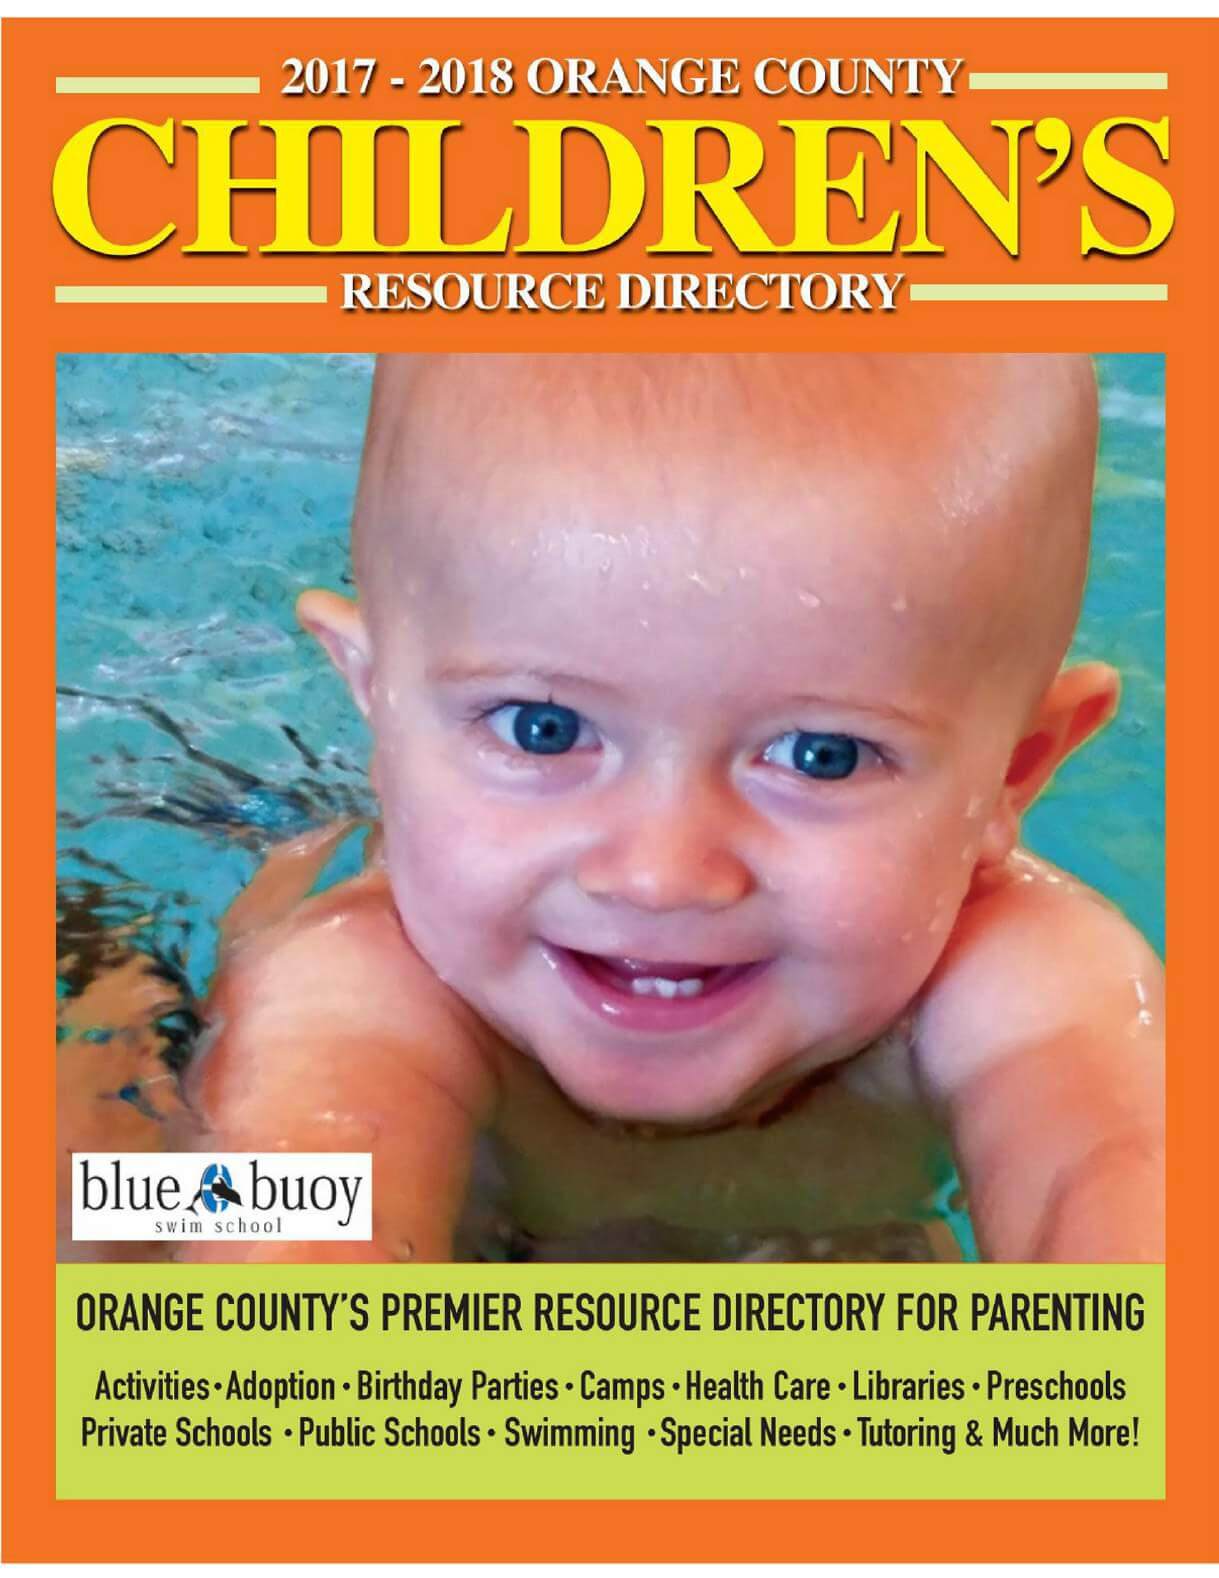 2017 - 2018 ORANGE COUNTY
CHILDREN'S
RESOURCE DIRECTORY
blue buoy
swim school
ORANGE COUNTY'S PREMIER RESOURCE DIRECTORY FOR PARENTING
Activities • Adoption • Birthday Parties • Camps • Health Care • Libraries • Preschools
Private Schools • Public Schools • Swimming • Special Needs • Tutoring & Much More!